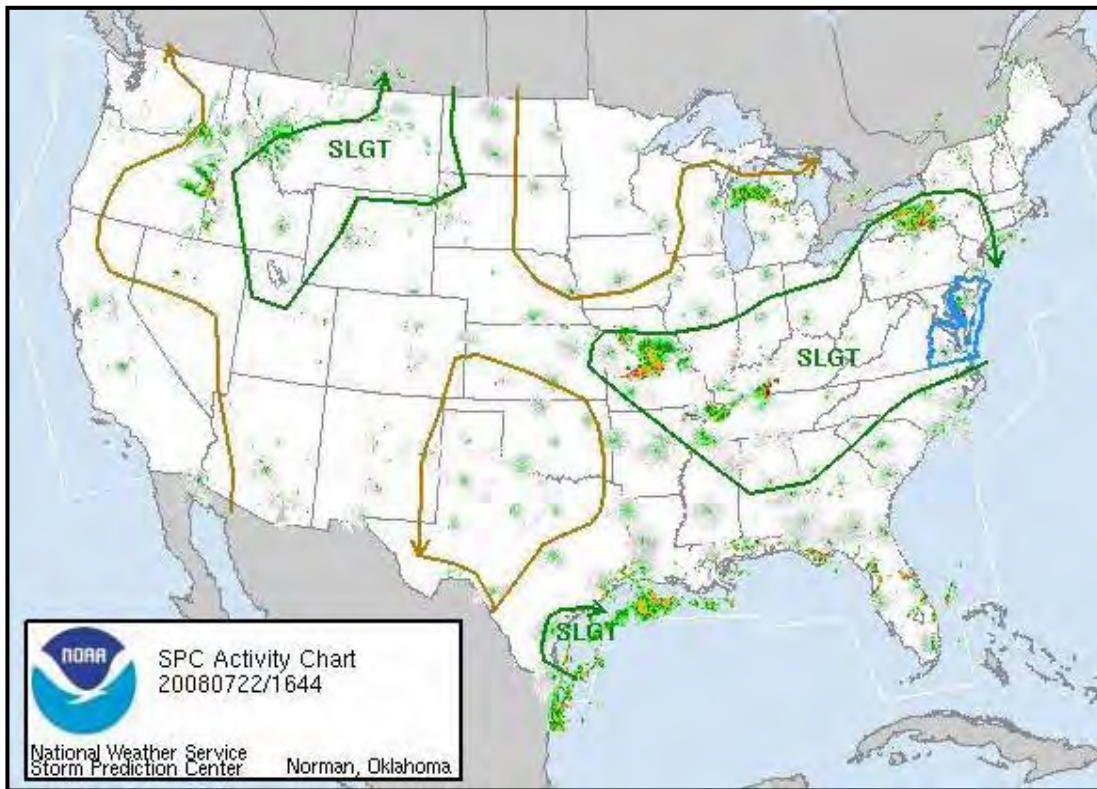 SLGT
SLGT
SLGT
NOAA
SPC Activity Chart
20080722/1644
National Weather Service
Storm Prediction Center
Norman, Oklahoma